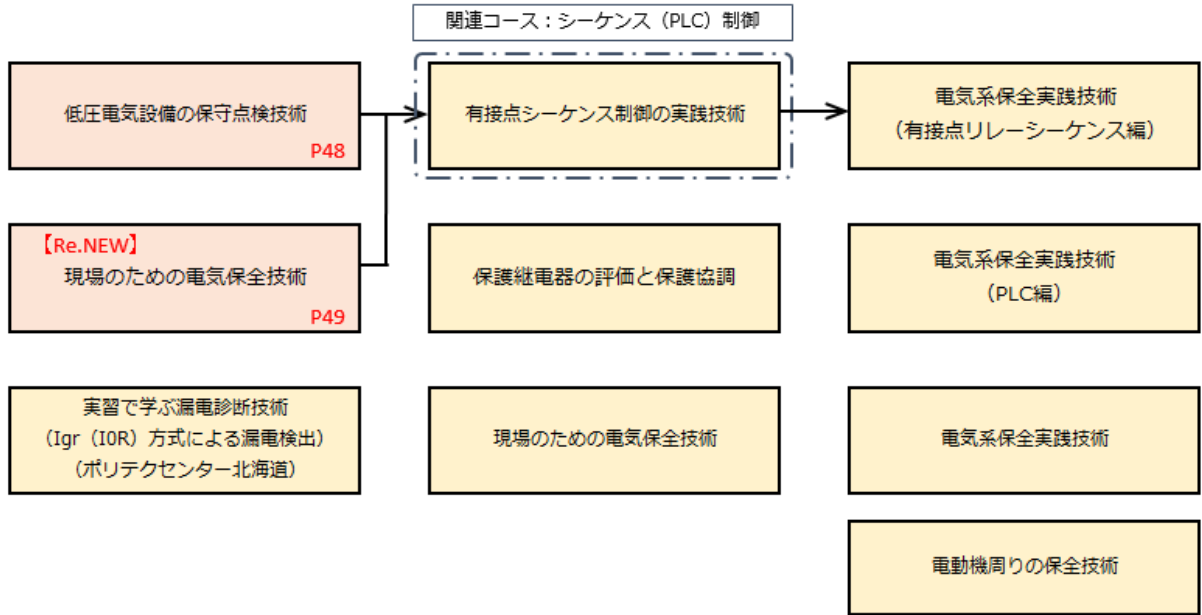 関連コース：シーケンス（PLC）制御
低圧電気設備の保守点検技術
P48
有接点シーケンス制御の実践技術
電気系保全実践技術
（有接点リレーシーケンス編）
【Re.NEW】
現場のための電気保全技術
P49
保護継電器の評価と保護協調
電気系保全実践技術
（PLC編）
実習で学ぶ漏電診断技術
（Igr（I0R）方式による漏電検出）
（ポリテクセンター北海道）
現場のための電気保全技術
電気系保全実践技術
電動機周りの保全技術